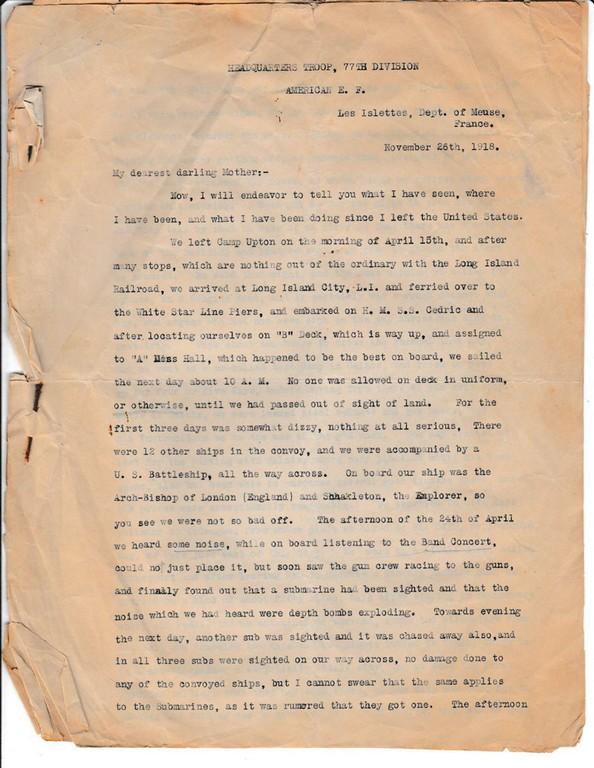 HEADQUARTERS TROOP, 77TH DIVISION
AMERICAN E. F.
Les Islettes, Dept. of Meuse,
France.
November 26th, 1918.
My dearest darling Mother:-
Now, I will endeavor to tell you what I have seen, where
I have been, and what I have been doing since I left the United States.
We left Camp Upton on the morning of April 15th, and after
many stops, which are nothing out of the ordinary with the Long Island
Railroad, we arrived at Long Island City, L.I. and ferried over to
the White Star Line Piers, and embarked on H. M. S.S. Cedric and
after locating ourselves on "B" Deck, which is way up, and assigned
to "A" Mess Hall, which happened to be the best on board, we sailed
the next day about 10 A. M. No one was allowed on deck in uniform,
or otherwise, until we had passed out of sight of land. For the
first three days was somewhat dizzy, nothing at all serious, There
were 12 other ships in the convoy, and we were accompanied by a
U. S. Battleship, all the way across. On board our ship was the
Arch-Bishop of London (England) and Shhakleton, the Explorer, so
you see we were not so bad off. The afternoon of the 24th of April
we heard some noise, while on board listening to the Band Concert,
could no just place it, but soon saw the gun crew racing to the guns,
and finally found out that a submarine had been sighted and that the
noise which we had heard were depth bombs exploding. Towards evening
the next day, another sub was sighted and it was chased away also,and
in all three subs were sighted on our way across, no damage done to
any of the convoyed ships, but I cannot swear that the same applies
to the Submarines, as it was rumored that they got one. The afternoon